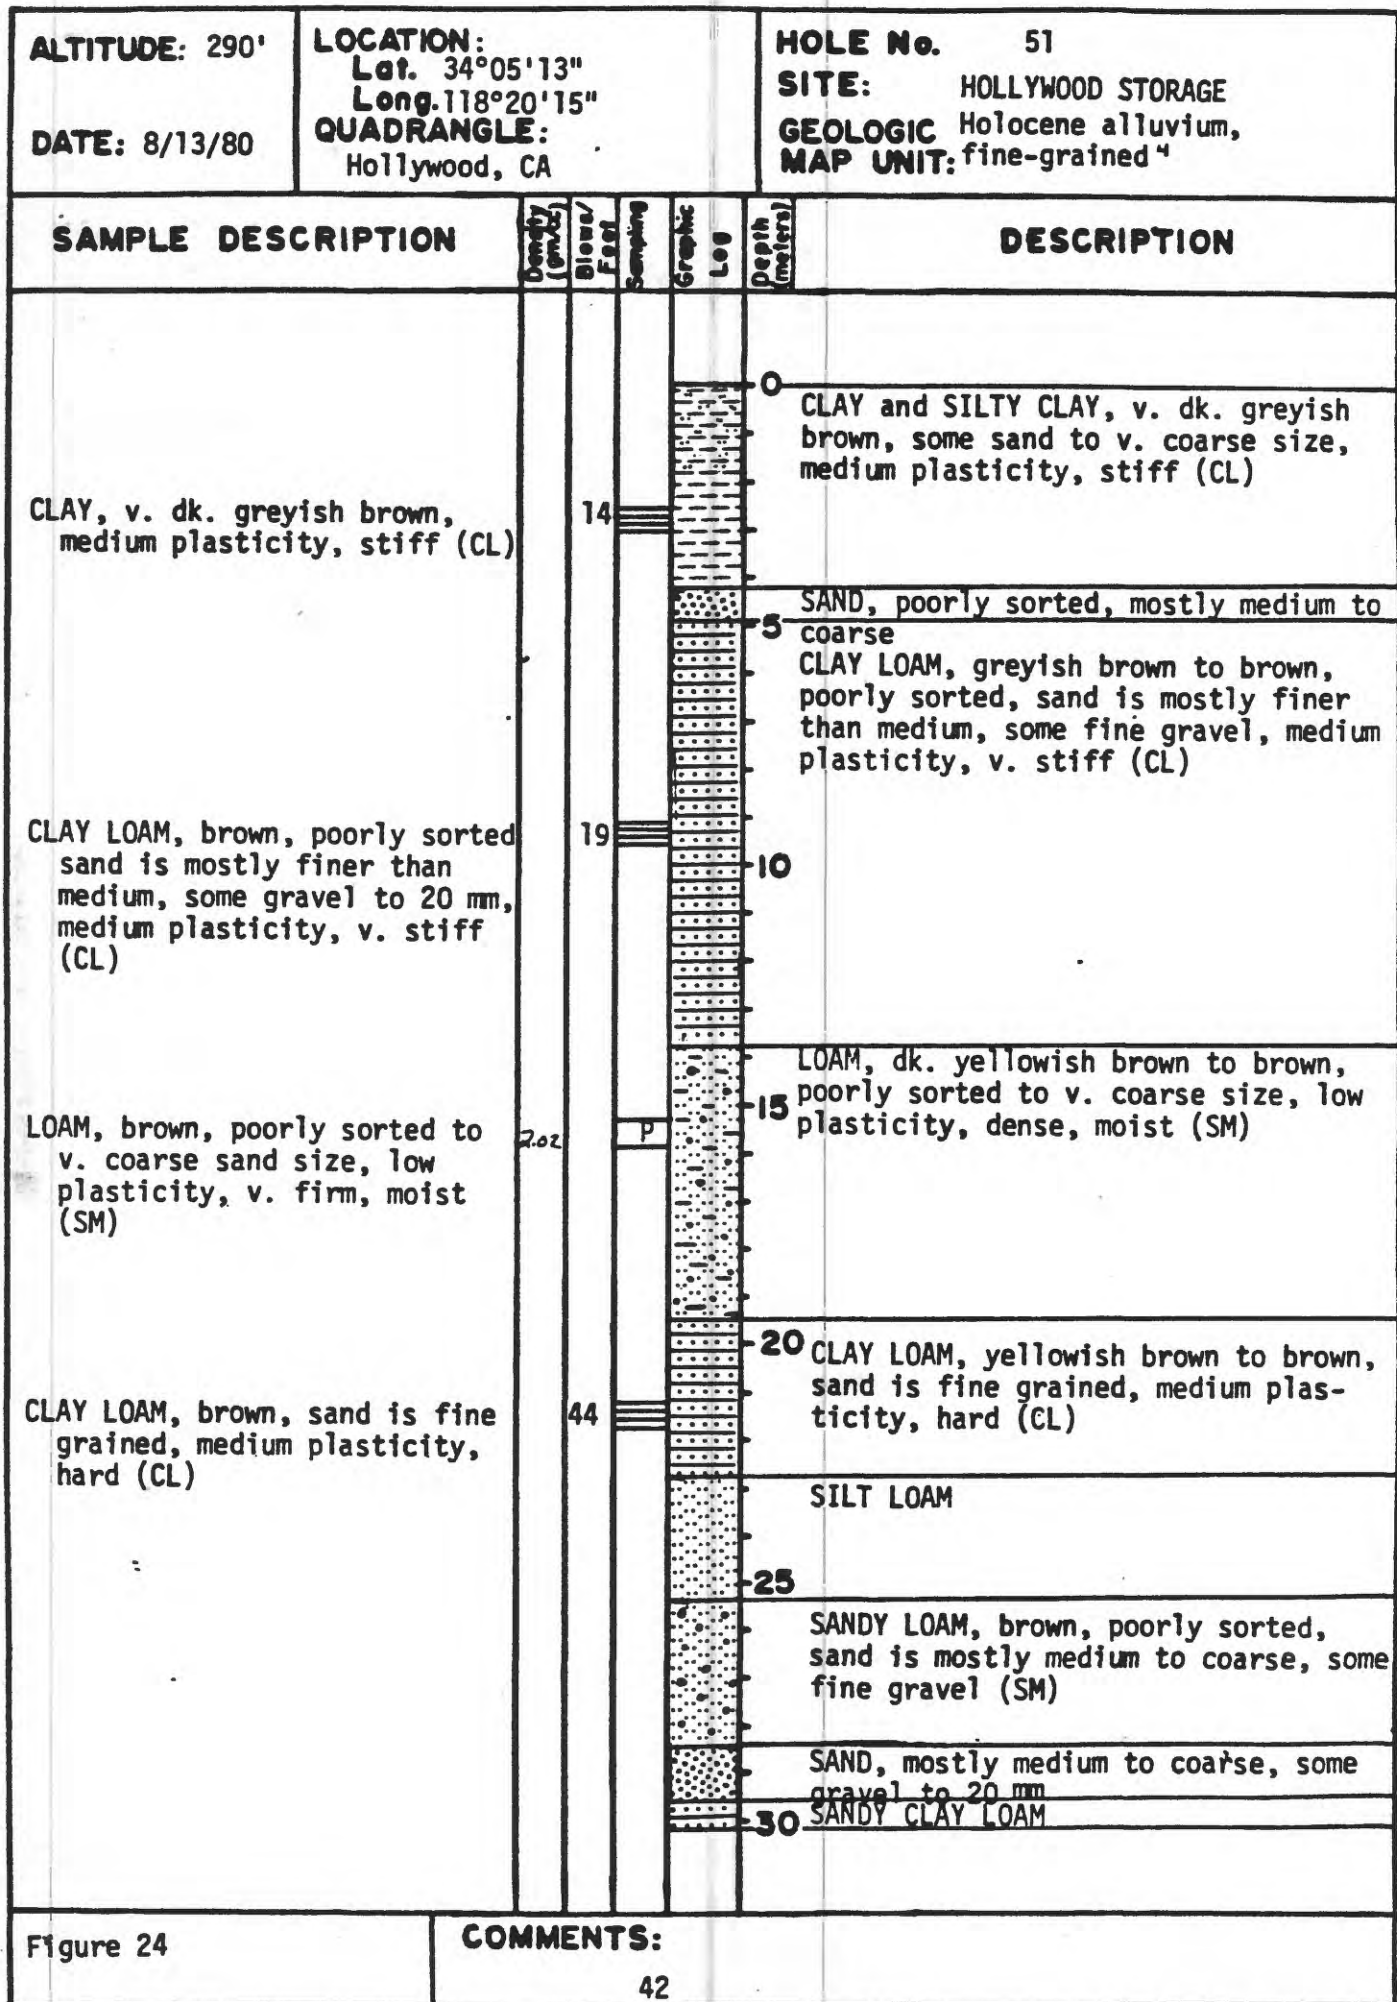 ALTITUDE: 290'
DATE: 8/13/80
LOCATION:
Lat. 34°05'13"
Long. 118°20'15"
QUADRANGLE:
Hollywood, CA
HOLE No. 51
SITE: HOLLYWOOD STORAGE
GEOLOGIC Holocene alluvium,
MAP UNIT: fine-grained 4
SAMPLE DESCRIPTION
Density
(gm/cc)
Blows/
Foot
Sampling
Graphic
Log
Depth
(meters)
DESCRIPTION
0
CLAY and SILTY CLAY, v. dk. greyish
brown, some sand to v. coarse size,
medium plasticity, stiff (CL)
CLAY, v. dk. greyish brown,
medium plasticity, stiff (CL)
14
SAND, poorly sorted, mostly medium to
5
coarse
CLAY LOAM, greyish brown to brown,
poorly sorted, sand is mostly finer
than medium, some fine gravel, medium
plasticity, v. stiff (CL)
CLAY LOAM, brown, poorly sorted
sand is mostly finer than
medium, some gravel to 20 mm,
medium plasticity, v. stiff
(CL)
19
10
LOAM, dk. yellowish brown to brown,
poorly sorted to v. coarse size, low
15
plasticity, dense, moist (SM)
LOAM, brown, poorly sorted to
v. coarse sand size, low
plasticity, v. firm, moist
(SM)
2.02
P
20
CLAY LOAM, yellowish brown to brown,
sand is fine grained, medium plas-
ticity, hard (CL)
CLAY LOAM, brown, sand is fine
grained, medium plasticity,
hard (CL)
44
SILT LOAM
25
SANDY LOAM, brown, poorly sorted,
sand is mostly medium to coarse, some
fine gravel (SM)
SAND, mostly medium to coarse, some
gravel to 20 mm
30
SANDY CLAY LOAM
Figure 24
COMMENTS:
42